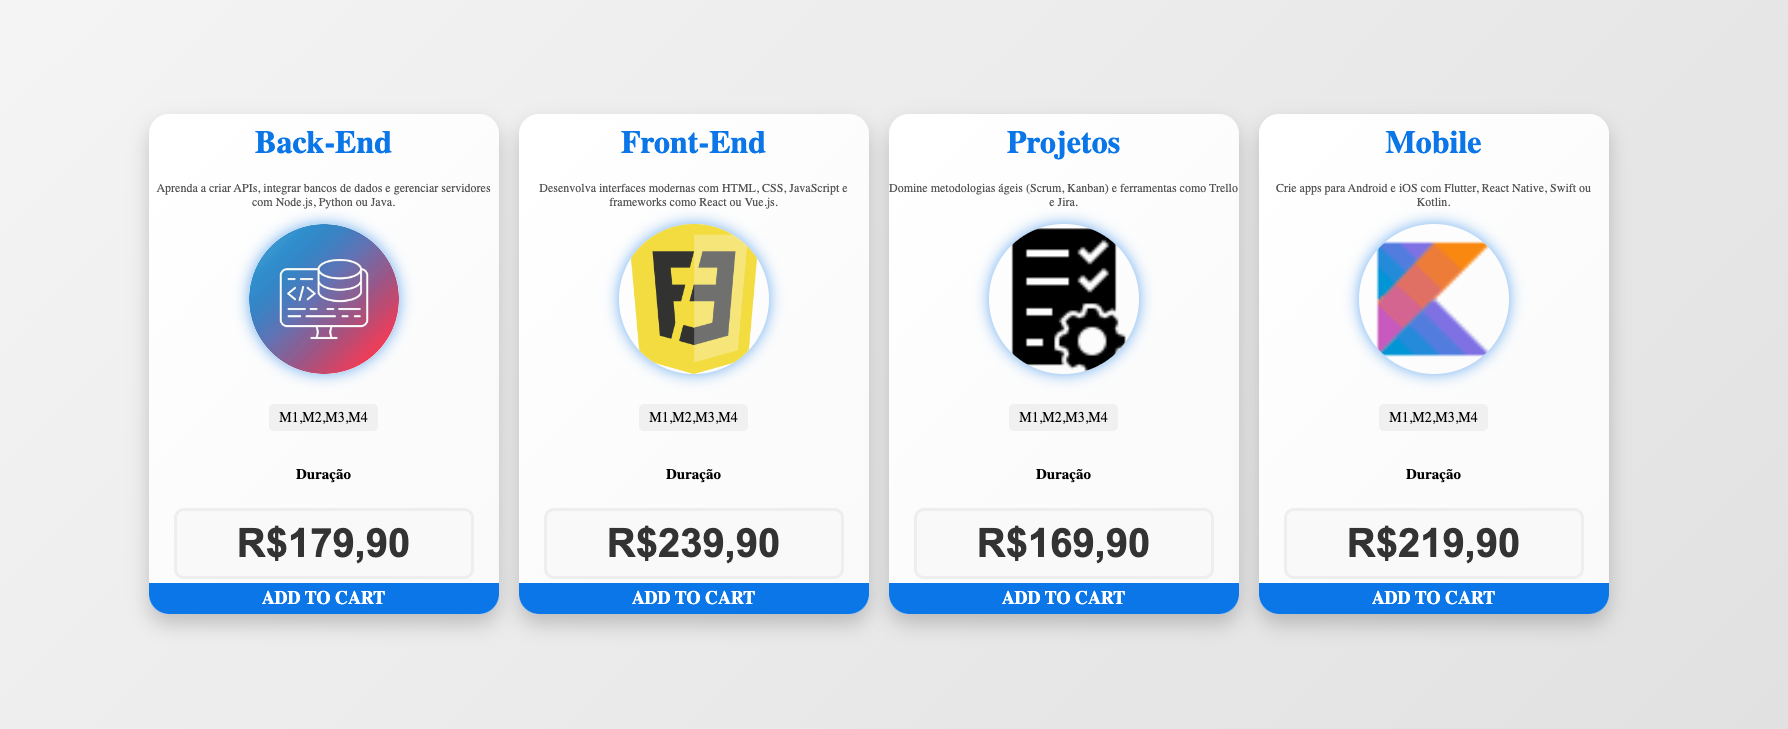 Back-End
Aprenda a criar APIs, integrar bancos de dados e gerenciar servidores
com Node.js, Python ou Java.
</>
M1,M2,M3,M4
Duração
R$179,90
ADD TO CART
Front-End
Desenvolva interfaces modernas com HTML, CSS, JavaScript e
frameworks como React ou Vue.js.
M1,M2,M3,M4
Duração
R$239,90
ADD TO CART
Projetos
Domine metodologias ágeis (Scrum, Kanban) e ferramentas como Trello
e Jira.
M1,M2,M3,M4
Duração
R$169,90
ADD TO CART
Mobile
Crie apps para Android e iOS com Flutter, React Native, Swift ou
Kotlin.
M1,M2,M3,M4
Duração
R$219,90
ADD TO CART